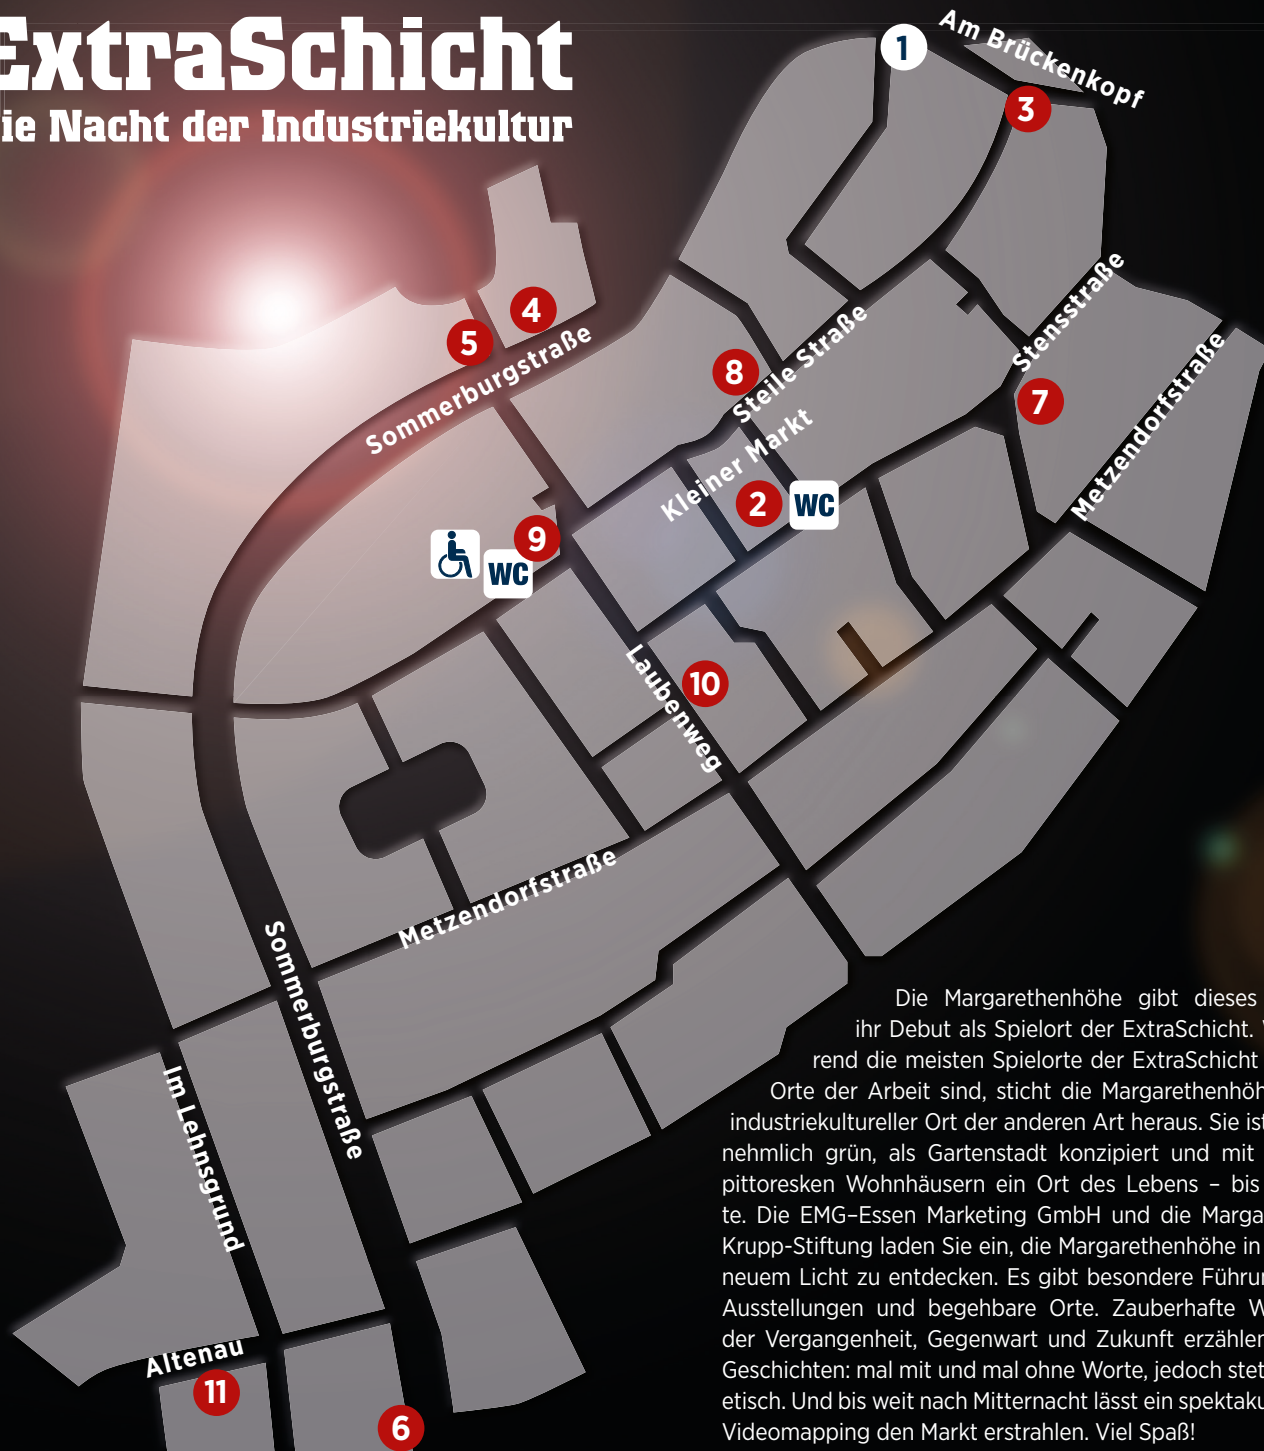 ExtraSchicht
ie Nacht der Industriekultur
1
Am Brückenkopf
3
4
5
Sommerburgstraße
8
Steile Straße
Stensstraße
7
Metzendorfstraße
Kleiner Markt
2
WC
9
WC
Laubenweg
10
Metzendorfstraße
Sommerburgstraße
Im Lehnsgrund
Altenau
11
6
Die Margarethenhöhe gibt dieses
ihr Debut als Spielort der ExtraSchicht.
rend die meisten Spielorte der ExtraSchicht
Orte der Arbeit sind, sticht die Margarethenhöh
industriekultureller Ort der anderen Art heraus. Sie ist
nehmlich grün, als Gartenstadt konzipiert und mit
pittoresken Wohnhäusern ein Ort des Lebens – bis
te. Die EMG–Essen Marketing GmbH und die Marga
Krupp-Stiftung laden Sie ein, die Margarethenhöhe in
neuem Licht zu entdecken. Es gibt besondere Führu
Ausstellungen und begehbare Orte. Zauberhafte W
der Vergangenheit, Gegenwart und Zukunft erzähler
Geschichten: mal mit und mal ohne Worte, jedoch stet
etisch. Und bis weit nach Mitternacht lässt ein spektaku
Videomapping den Markt erstrahlen. Viel Spaß!